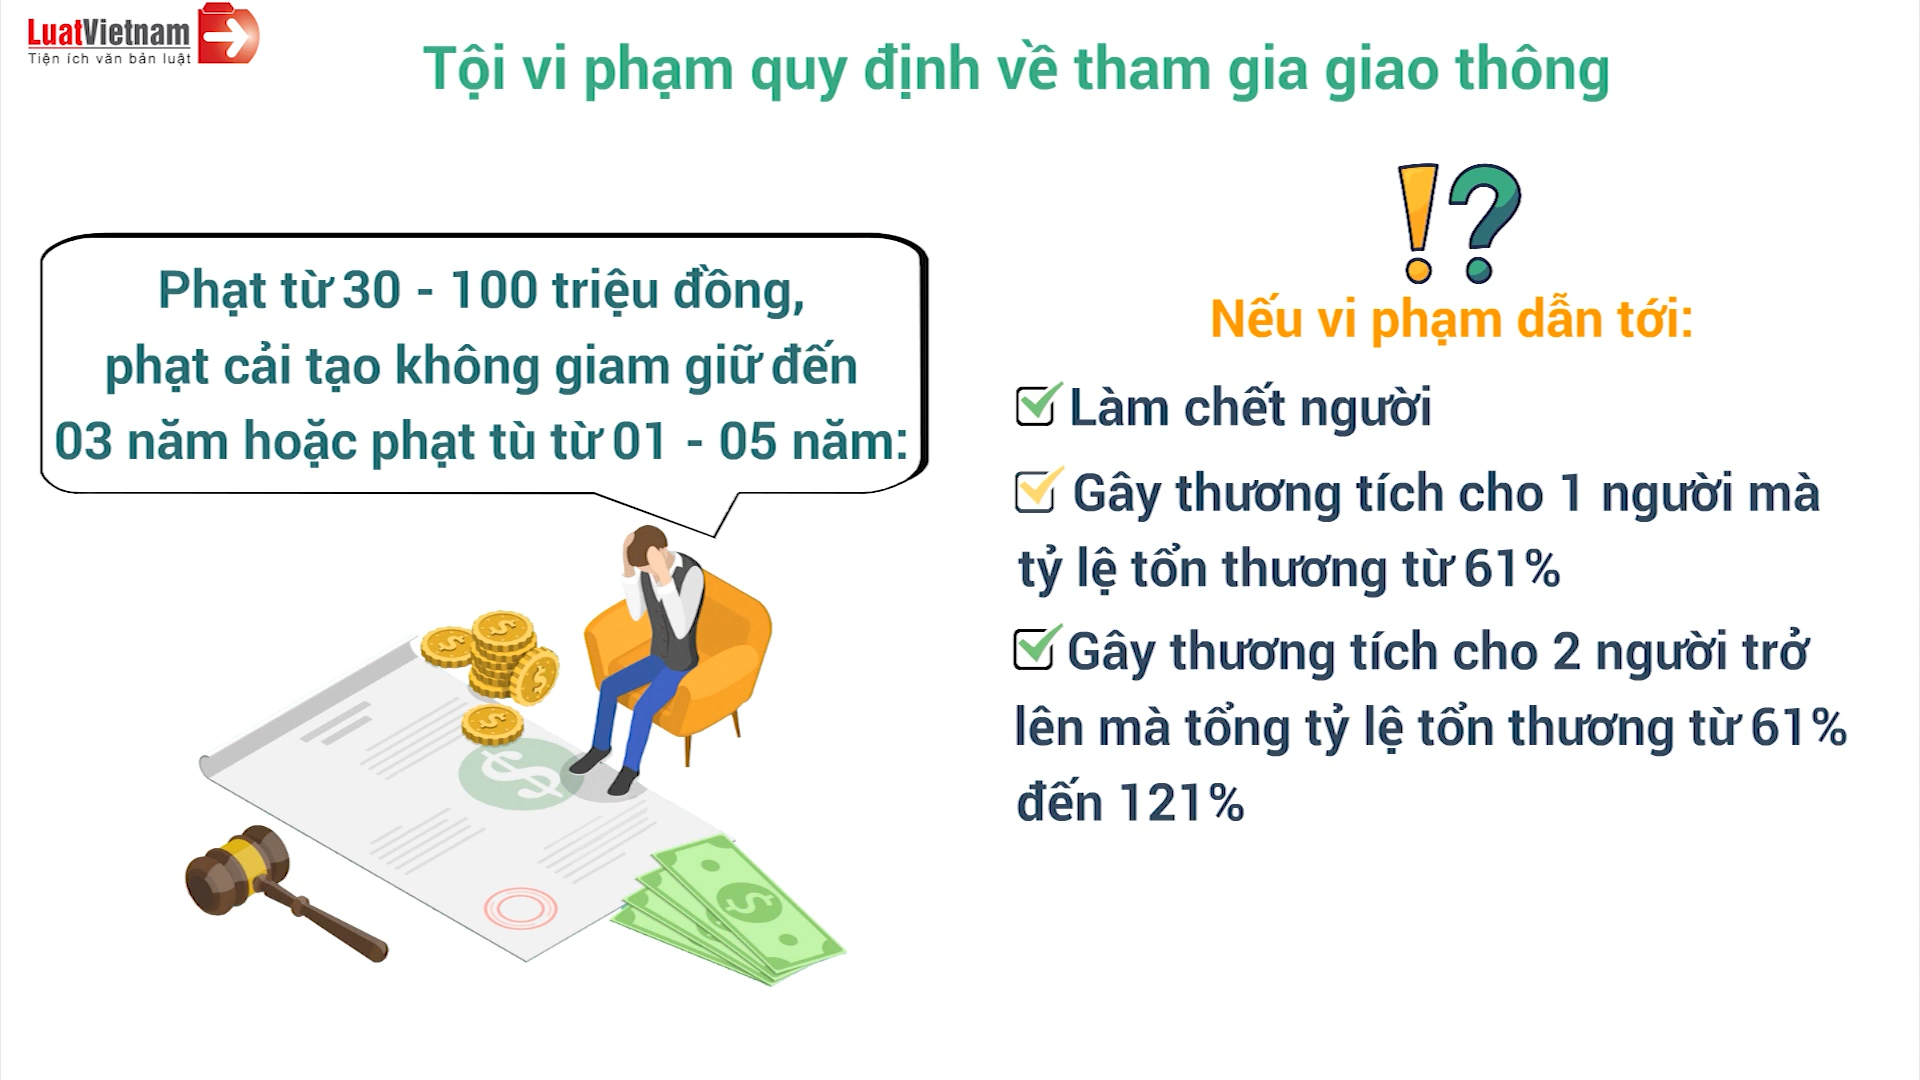 LuatVietnam
Tiện ích văn bản luật
Tội vi phạm quy định về tham gia giao thông
Phạt từ 30 - 100 triệu đồng,
phạt cải tạo không giam giữ đến
03 năm hoặc phạt tù từ 01 - 05 năm:
!?
Nếu vi phạm dẫn tới:
Làm chết người
Gây thương tích cho 1 người mà
tỷ lệ tổn thương từ 61%
Gây thương tích cho 2 người trở
lên mà tổng tỷ lệ tổn thương từ 61%
đến 121%